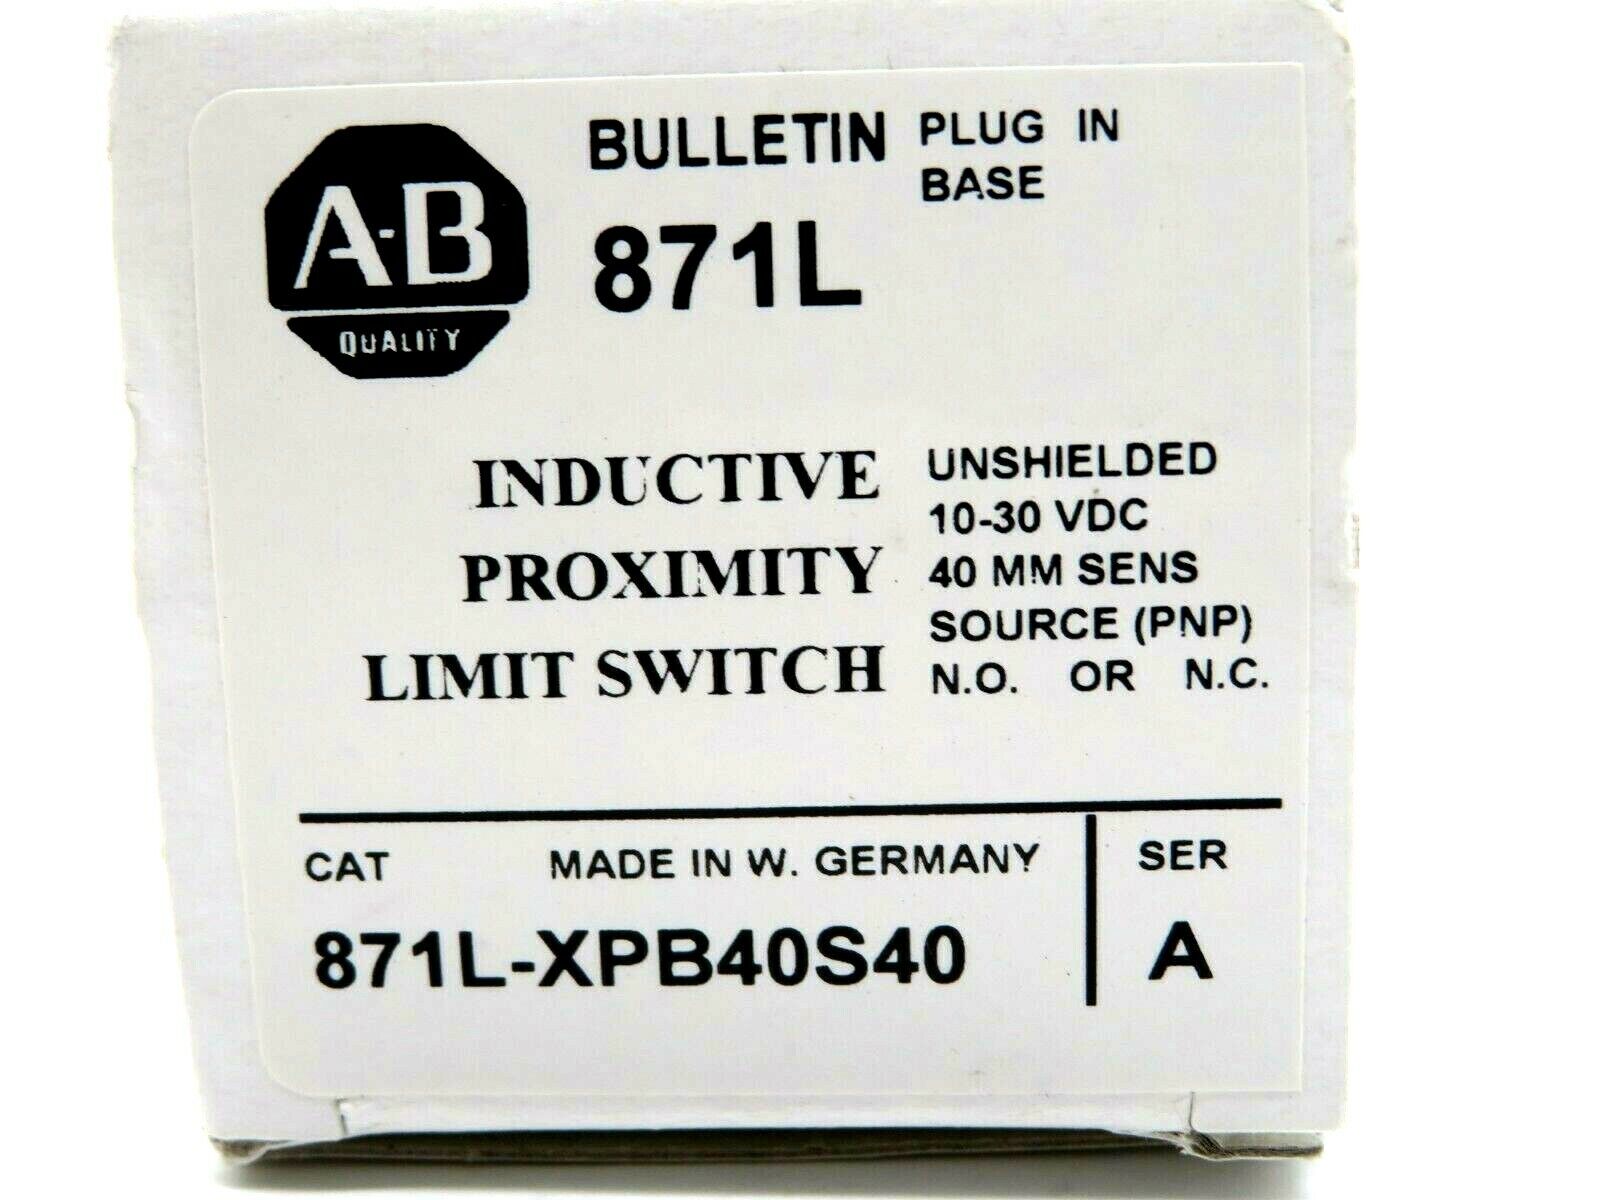 A-B
QUALITY
BULLETIN
871L
PLUG IN
BASE
INDUCTIVE
PROXIMITY
LIMIT SWITCH
UNSHIELDED
10-30 VDC
40 MM SENS
SOURCE (PNP)
N.O. OR N.C.
CAT MADE IN W. GERMANY
871L-XPB40S40
SER
A